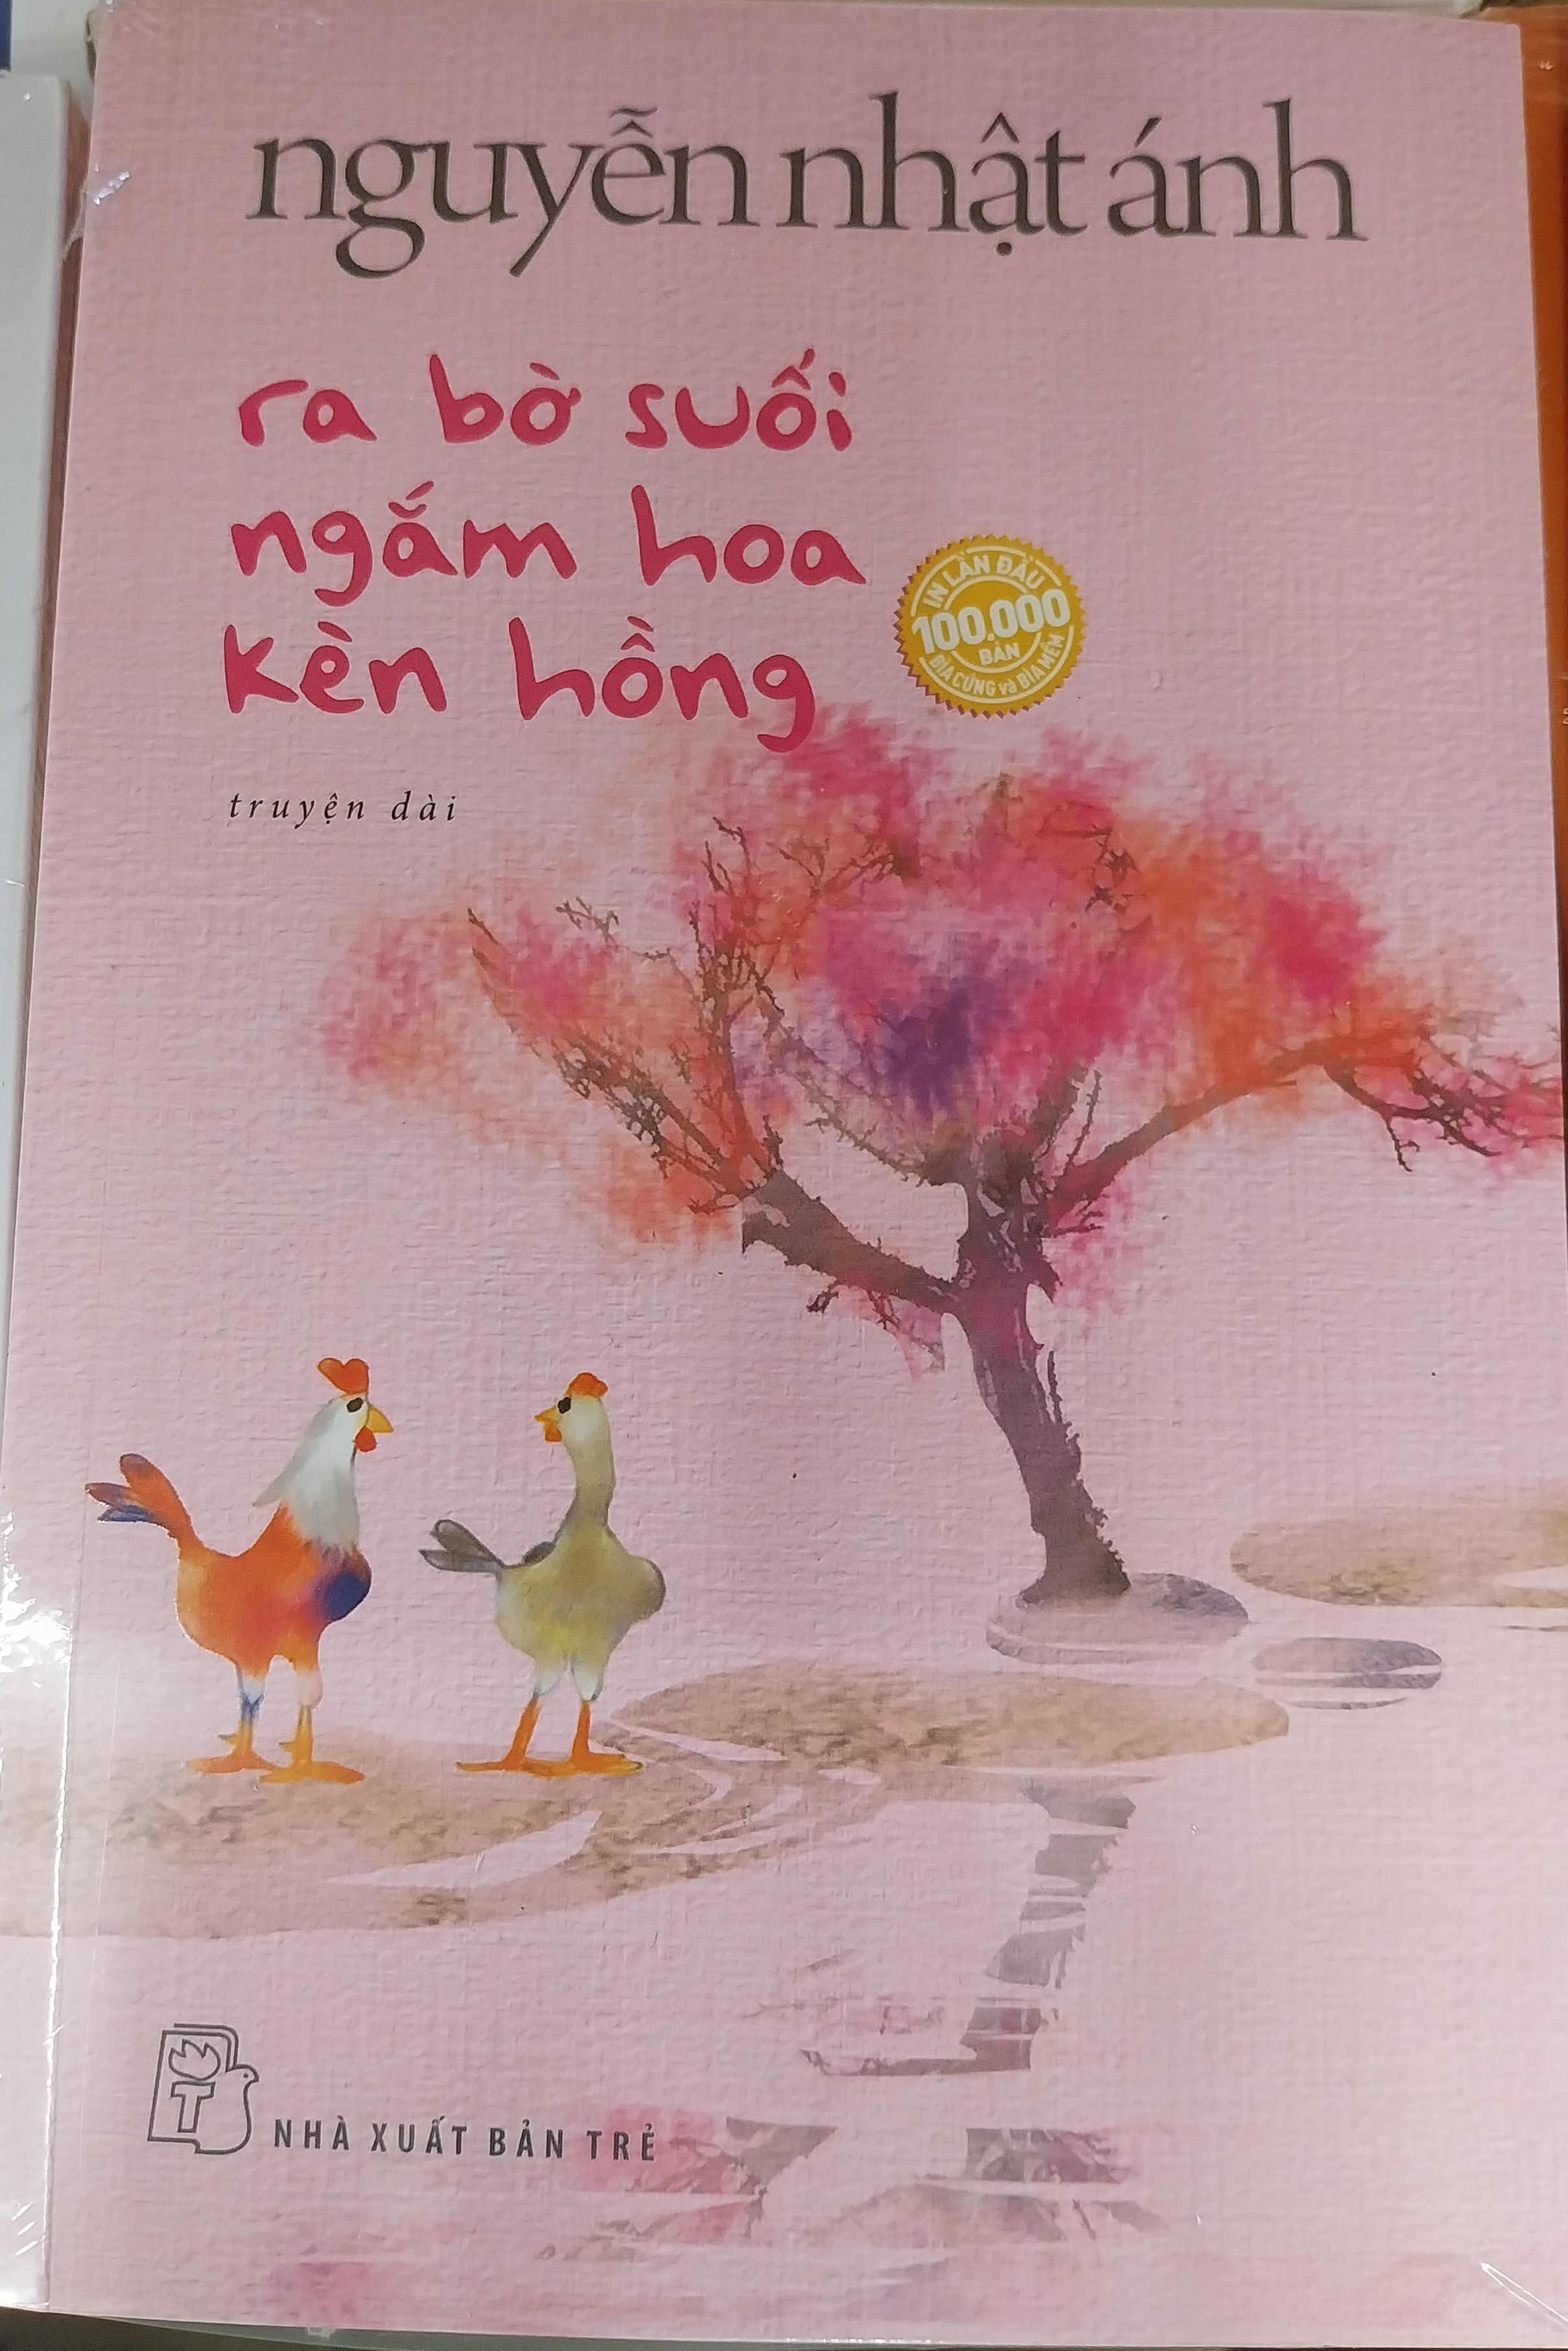 nguyễn nhật ánh
ra bờ suối
ngắm hoa
kèn hồng
IN LẦN ĐẦU
100.000
BẢN
BÌA CỨNG và BÌA MỀM
truyện dài
T
NHÀ XUẤT BẢN TRẺ